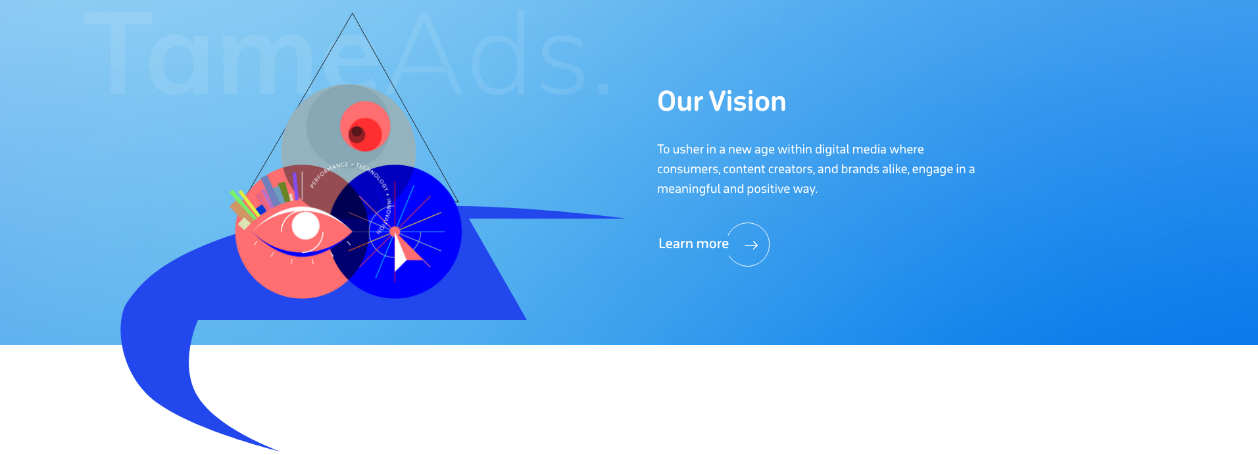 TameAds.
Our Vision
To usher in a new age within digital media where
consumers, content creators, and brands alike, engage in a
meaningful and positive way.
Learn more
PERFORMANCE + TECHNOLOGY + INNOVATION